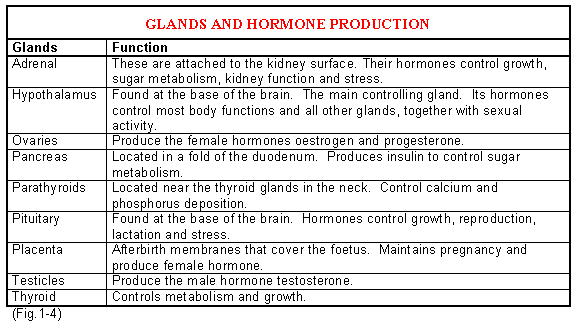 GLANDS AND HORMONE PRODUCTION
Glands Function
Adrenal These are attached to the kidney surface. Their hormones control growth,
sugar metabolism, kidney function and stress.
Hypothalamus Found at the base of the brain. The main controlling gland. Its hormones
control most body functions and all other glands, together with sexual
activity.
Ovaries Produce the female hormones oestrogen and progesterone.
Pancreas Located in a fold of the duodenum. Produces insulin to control sugar
metabolism.
Parathyroids Located near the thyroid glands in the neck. Control calcium and
phosphorus deposition.
Pituitary Found at the base of the brain. Hormones control growth, reproduction,
lactation and stress.
Placenta Afterbirth membranes that cover the foetus. Maintains pregnancy and
produce female hormone.
Testicles Produce the male hormone testosterone.
Thyroid Controls metabolism and growth.
(Fig.1-4)